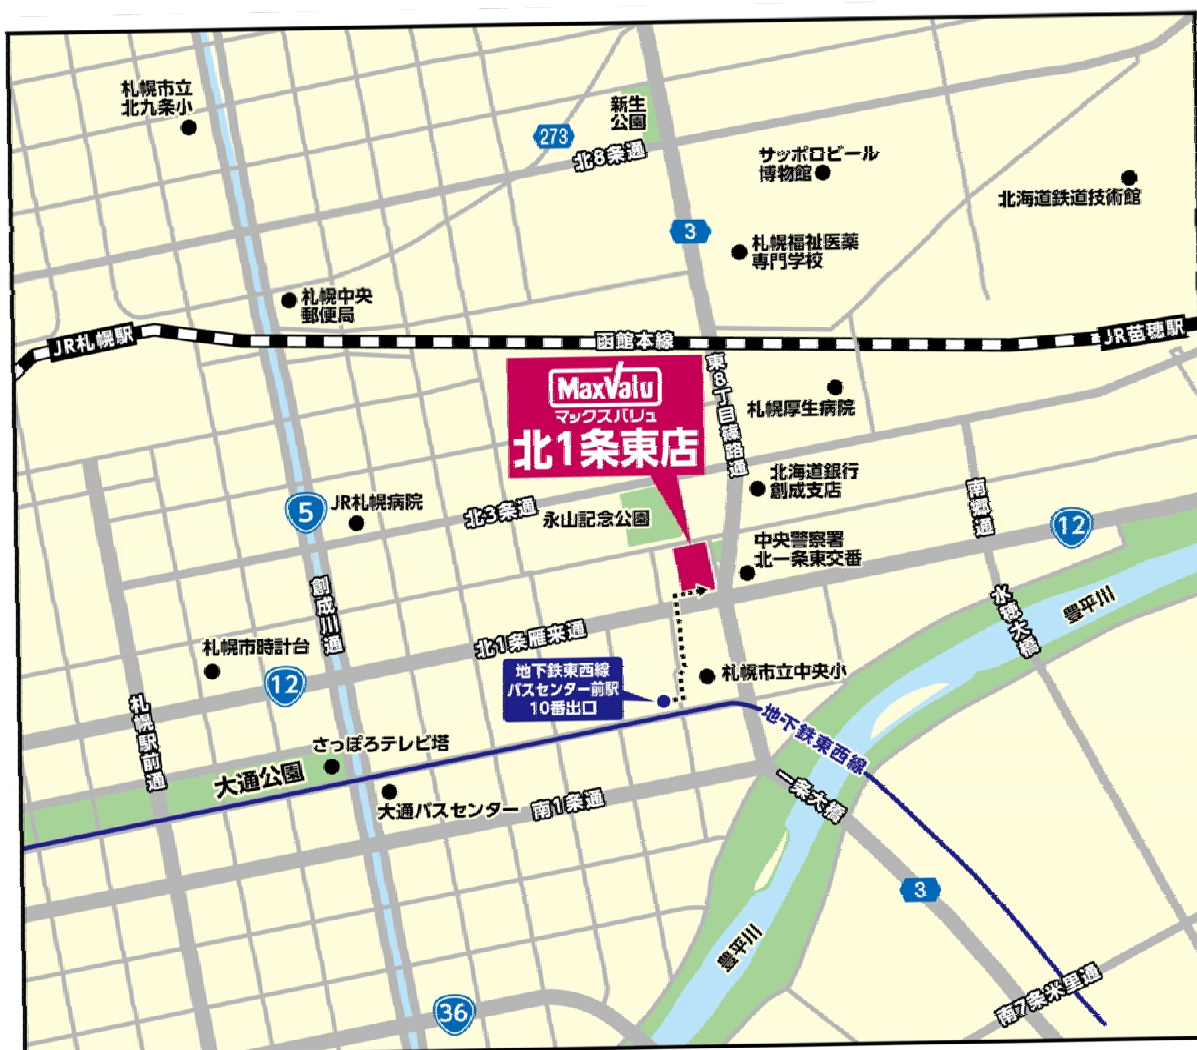 札幌市立
北九条小
新生
公園
273
北8条通
サッポロビール
博物館
北海道鉄道技術館
3
札幌福祉医薬
専門学校
札幌中央
郵便局
JR札幌駅
函館本線
JR苗穂駅
MaxValu
マックスバリュ
北1条東店
東8丁目篠路通
札幌厚生病院
北海道銀行
創成支店
5
JR札幌病院
北3条通
永山記念公園
南郷通
12
中央警察署
北一条東交番
創成川通
水穂大橋
豊平川
北1条雁来通
札幌市時計台
12
地下鉄東西線
バスセンター前駅
10番出口
札幌市立中央小
札幌駅前通
さっぽろテレビ塔
大通公園
地下鉄東西線
大通バスセンター
南1条通
一条大橋
3
豊平川
36
南7条米里通